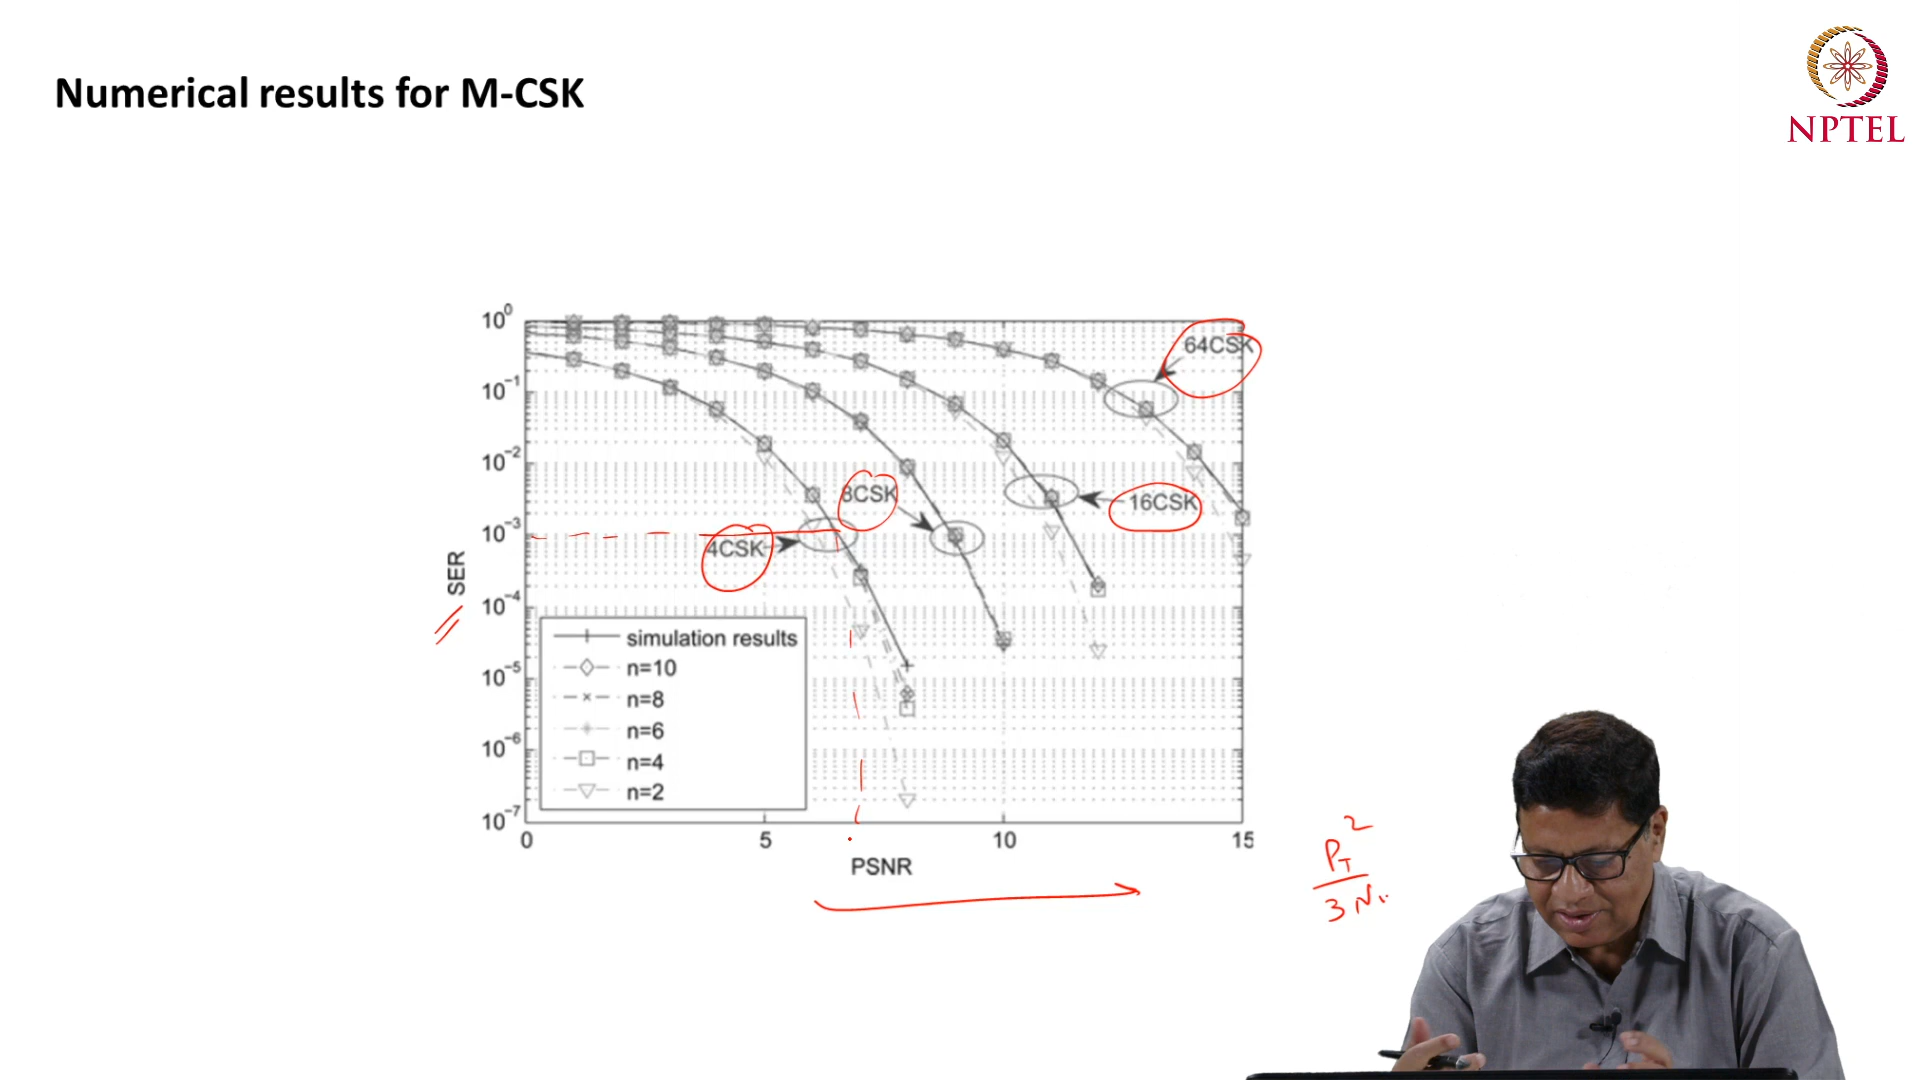 Numerical results for M-CSK
NPTEL
10^0
10^-1
10^-2
10^-3
10^-4
10^-5
10^-6
10^-7
SER
64CSK
8CSK
16CSK
4CSK
simulation results
n=10
n=8
n=6
n=4
n=2
0
5
10
15
PSNR
P_T^2
3N